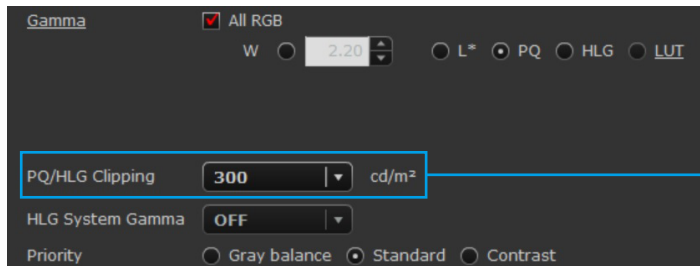 Gamma All RGB
W 2.20 L* PQ HLG LUT
PQ/HLG Clipping 300 cd/m²
HLG System Gamma OFF
Priority Gray balance Standard Contrast